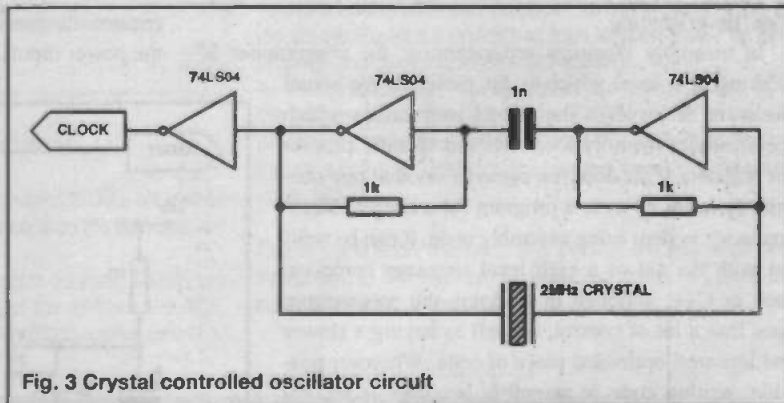 74LS04
74LS04
1n
74LS04
CLOCK
1k
1k
2MHz CRYSTAL
Fig. 3 Crystal controlled oscillator circuit